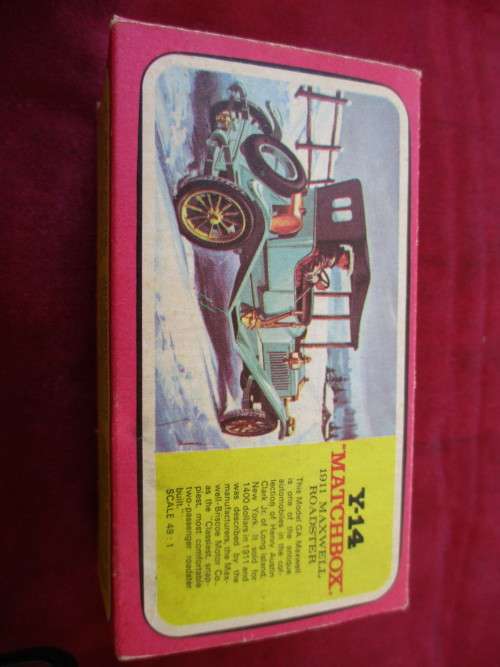 Y-14
"MATCHBOX"
1911 MAXWELL
ROADSTER
This Model GA Maxwell
is one of the antique
automobiles in the col-
lection of Henry Austin
Clark Jr. of Long Island,
New York. It sold for
1400 dollars in 1911 and
was described by the
manufacturers, the Max-
well-Briscoe Motor Co.,
as the "Classiest, snap-
piest, most comfortable
two-passenger roadster
built."
SCALE 49 : 1